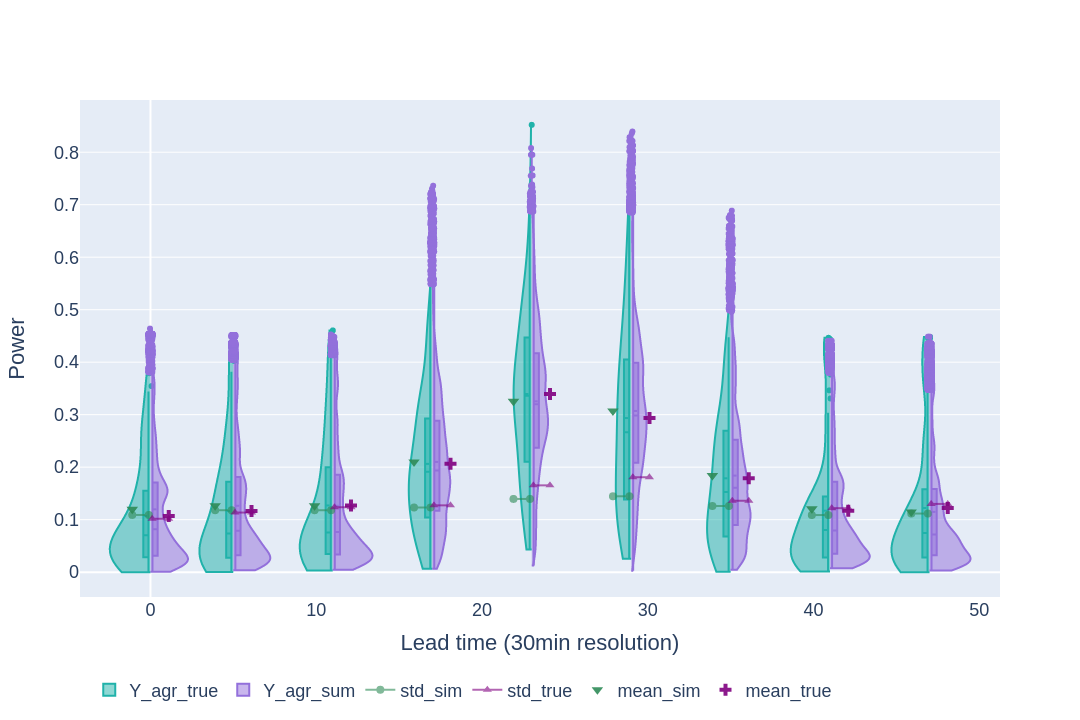 0.8
0.7
0.6
0.5
0.4
0.3
0.2
0.1
0
Power
0 10 20 30 40 50
Lead time (30min resolution)
Y_agr_true Y_agr_sum std_sim std_true mean_sim mean_true